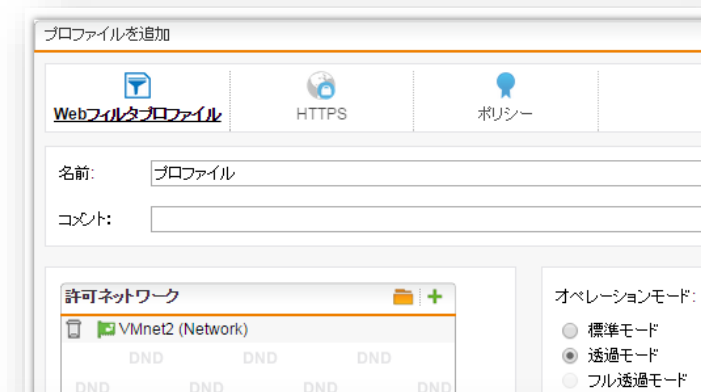 プロファイルを追加
Webフィルタプロファイル HTTPS ポリシー
名前: プロファイル
コメント:
許可ネットワーク
VMnet2 (Network)
DND DND DND
DND DND DND DND
オペレーションモード:
標準モード
透過モード
フル透過モード